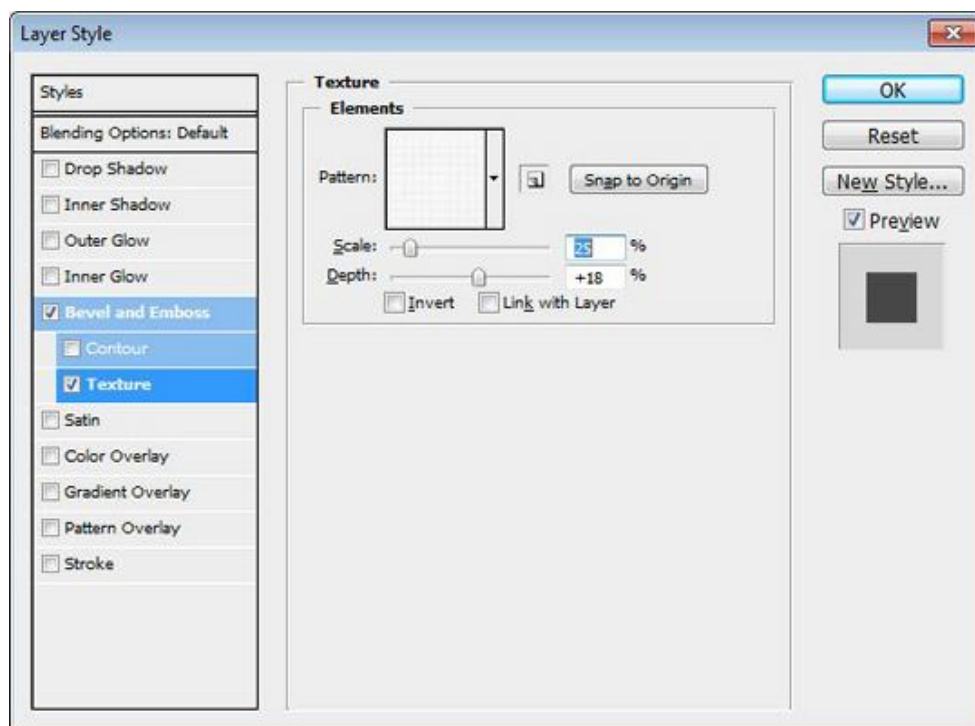 Layer Style
Styles
Blending Options: Default
Drop Shadow
Inner Shadow
Outer Glow
Inner Glow
Bevel and Emboss
Contour
Texture
Satin
Color Overlay
Gradient Overlay
Pattern Overlay
Stroke
Texture
Elements
Pattern:
Snap to Origin
Scale: 25 %
Depth: +18 %
Invert Link with Layer
OK
Reset
New Style...
Preview